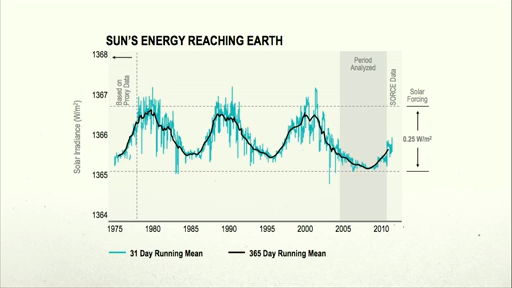 SUN'S ENERGY REACHING EARTH
1368
1367
1366
1365
1364
Solar Irradiance (W/m²)
Based on
Proxy Data
Period
Analyzed
SORCE Data
Solar
Forcing
0.25 W/m²
1975
1980
1985
1990
1995
2000
2005
2010
31 Day Running Mean
365 Day Running Mean